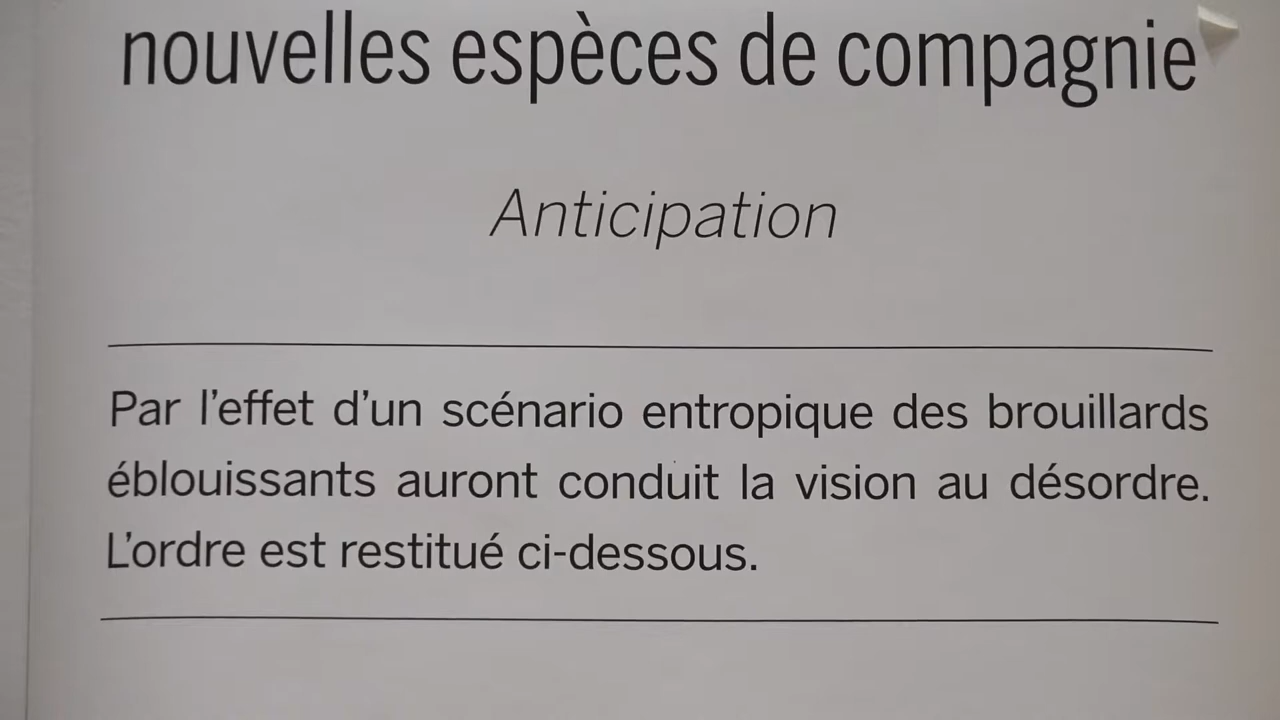 nouvelles espèces de compagnie
Anticipation
Par l’effet d’un scénario entropique des brouillards
éblouissants auront conduit la vision au désordre.
L’ordre est restitué ci-dessous.